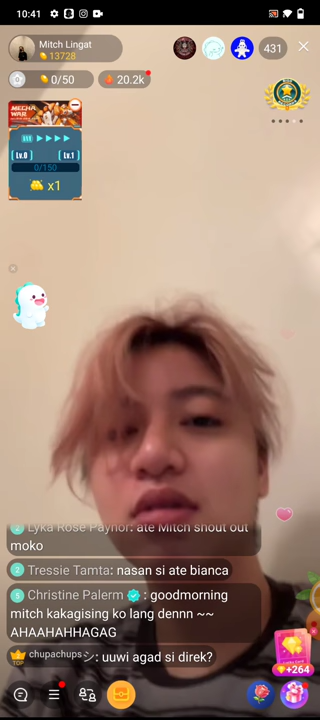 10:41
Mitch Lingat
13728
431
0/50
20.2k
MECHA
WAR
Lv.0
Lv.1
0/150
x1
2 Lyka Rose Paynor: ate Mitch shout out
moko
2 Tressie Tamta: nasan si ate bianca
5 Christine Palerm : goodmorning
mitch kakagising ko lang dennn ~~
AHAAHAHHAGAG
TOP chupachupsシ: uuwi agad si direk?
+264